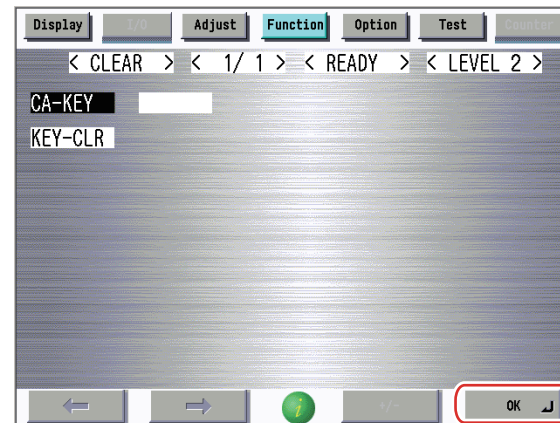 Display I/O Adjust Function Option Test Counter
< CLEAR > < 1/ 1 > < READY > < LEVEL 2 >
CA-KEY
KEY-CLR
i +/- OK